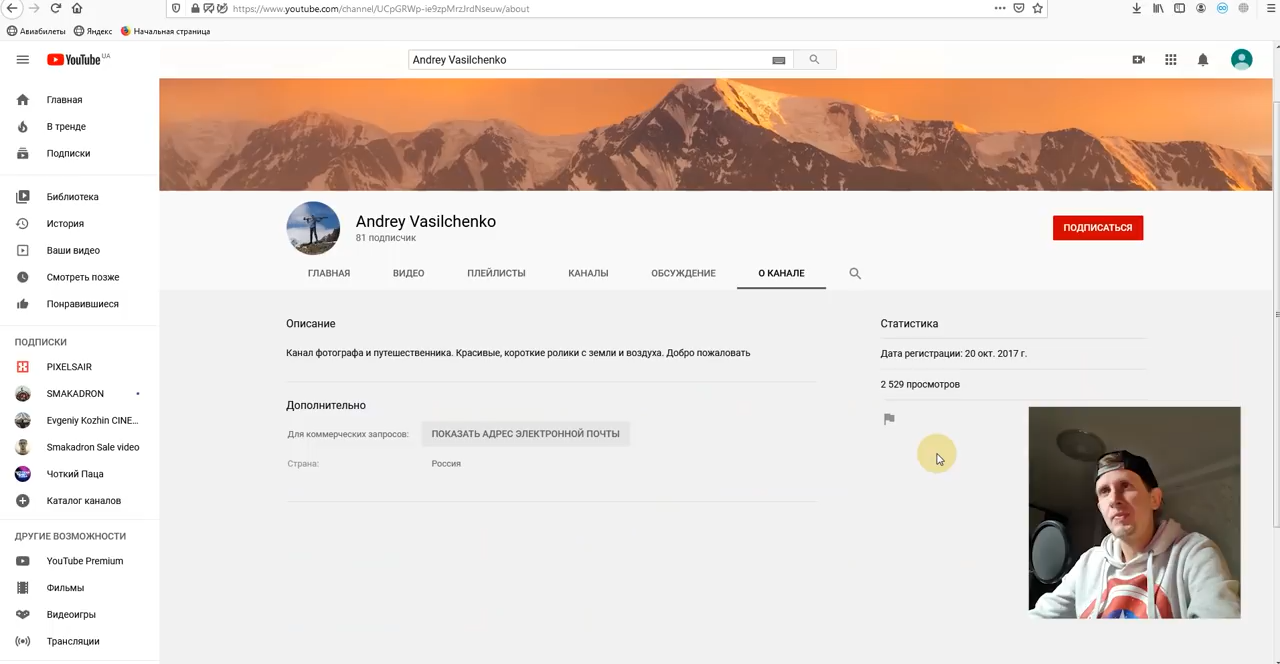 https://www.youtube.com/channel/UCpGRWp-ie9zpMrzJrdNseuw/about
Авиабилеты Яндекс Начальная страница
YouTube UA
Andrey Vasilchenko
Главная
В тренде
Подписки
Библиотека
История
Ваши видео
Смотреть позже
Понравившиеся
ПОДПИСКИ
PIXELSAIR
SMAKADRON
Evgeniy Kozhin CINE...
Smakadron Sale video
Чоткий Паца
Каталог каналов
ДРУГИЕ ВОЗМОЖНОСТИ
YouTube Premium
Фильмы
Видеоигры
Трансляции
Andrey Vasilchenko
81 подписчик
ПОДПИСАТЬСЯ
ГЛАВНАЯ ВИДЕО ПЛЕЙЛИСТЫ КАНАЛЫ ОБСУЖДЕНИЕ О КАНАЛЕ
Описание
Канал фотографа и путешественника. Красивые, короткие ролики с земли и воздуха. Добро пожаловать
Дополнительно
Для коммерческих запросов: ПОКАЗАТЬ АДРЕС ЭЛЕКТРОННОЙ ПОЧТЫ
Страна: Россия
Статистика
Дата регистрации: 20 окт. 2017 г.
2 529 просмотров